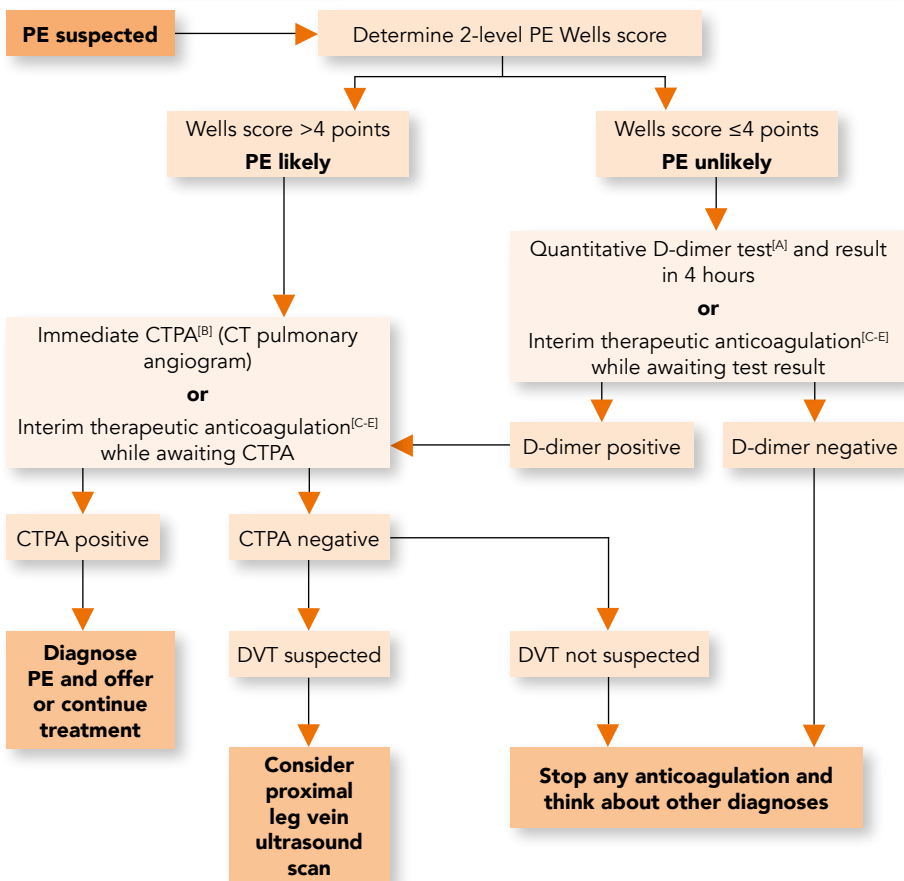 PE suspected
Determine 2-level PE Wells score
Wells score >4 points
PE likely
Wells score ≤4 points
PE unlikely
Quantitative D-dimer test[A] and result
in 4 hours
or
Interim therapeutic anticoagulation[C-E]
while awaiting test result
Immediate CTPA[B] (CT pulmonary
angiogram)
or
Interim therapeutic anticoagulation[C-E]
while awaiting CTPA
D-dimer positive
D-dimer negative
CTPA positive
CTPA negative
Diagnose
PE and offer
or continue
treatment
DVT suspected
DVT not suspected
Consider
proximal
leg vein
ultrasound
scan
Stop any anticoagulation and
think about other diagnoses